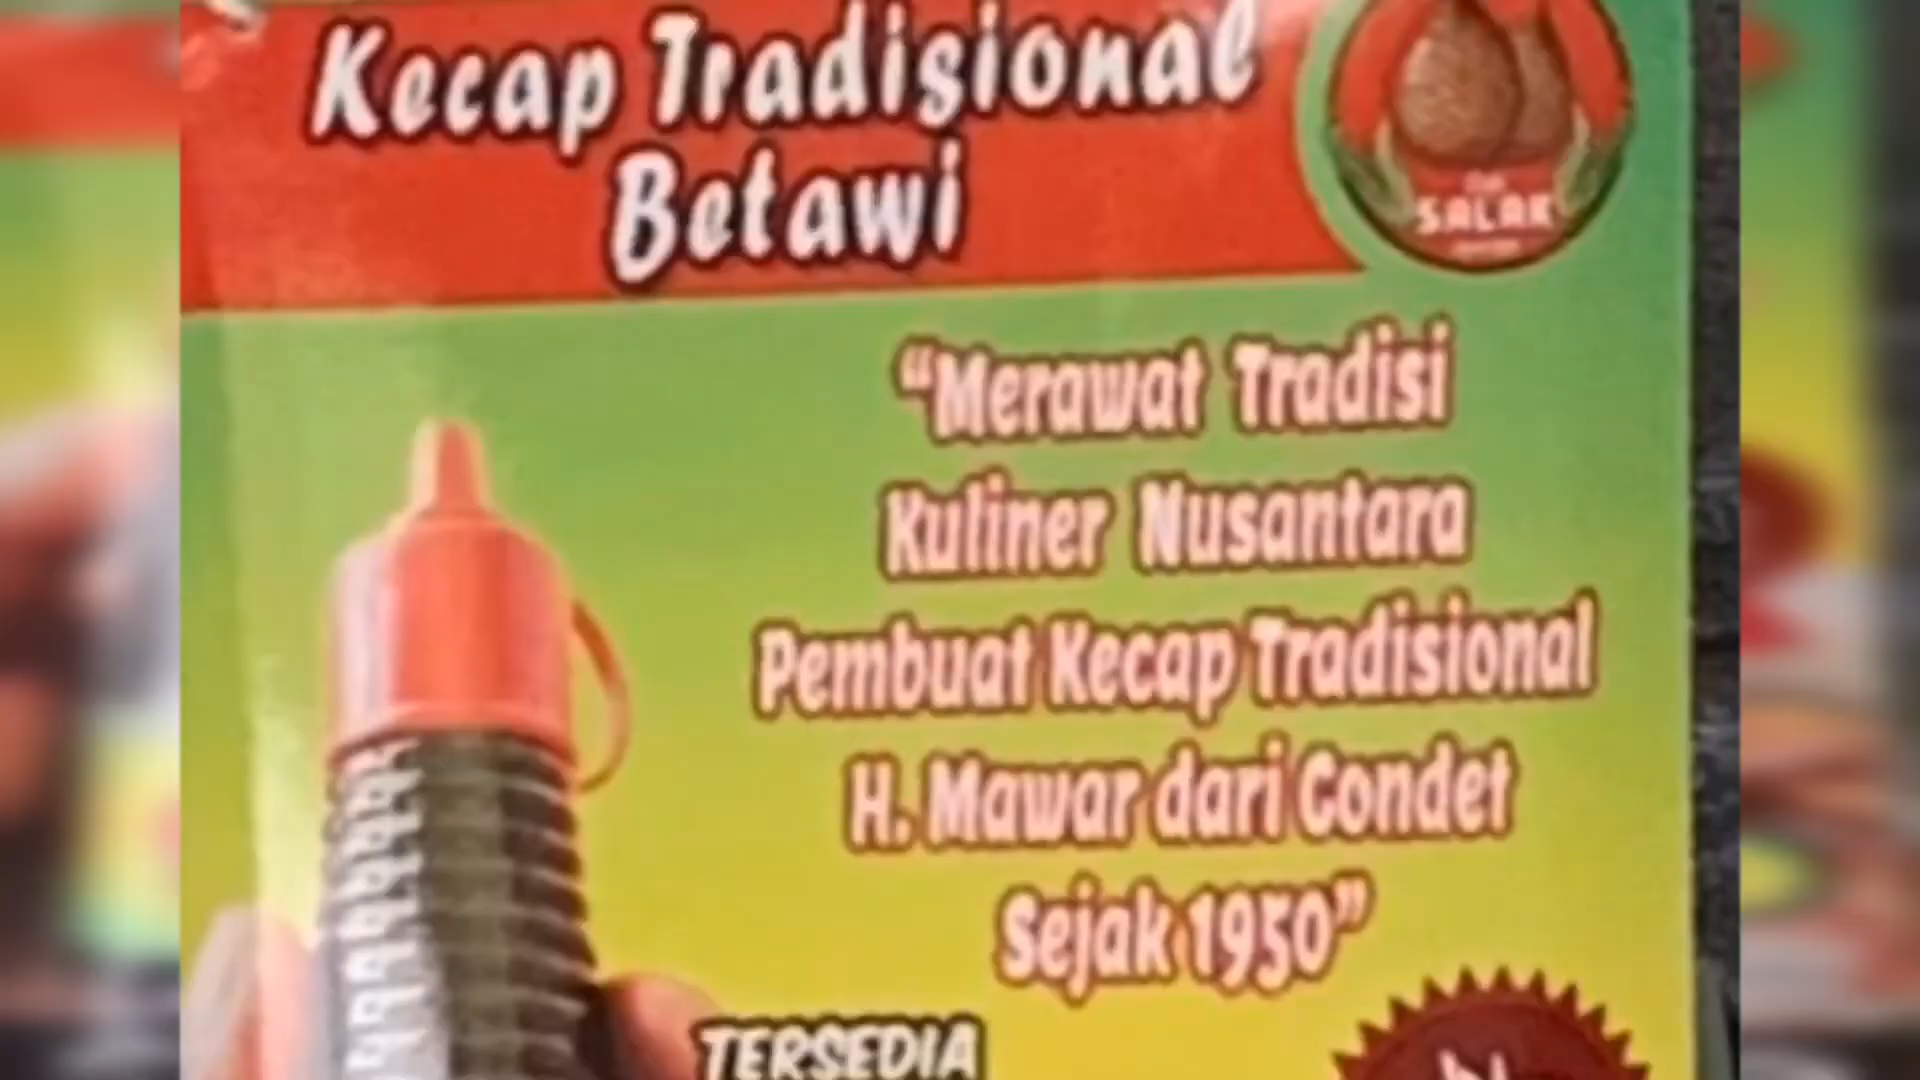 Kecap Tradisional
Betawi
SALAK
“Merawat Tradisi
Kuliner Nusantara
Pembuat Kecap Tradisional
H. Mawar dari Condet
Sejak 1950”
TERSEDIA